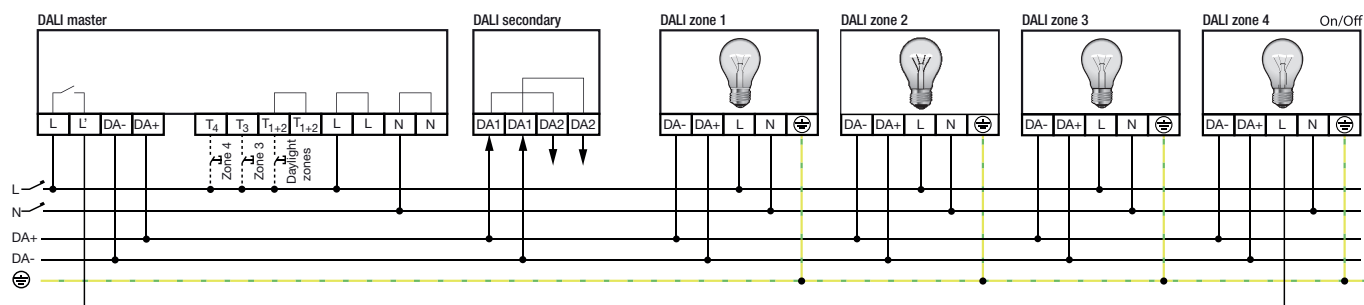 DALI master
DALI secondary
DALI zone 1
DALI zone 2
DALI zone 3
DALI zone 4 On/Off
L L' DA- DA+ T4 T3 T1+2 T1+2 L L N N
DA1 DA1 DA2 DA2
DA- DA+ L N
DA- DA+ L N
DA- DA+ L N
DA- DA+ L N
Zone 4
Zone 3
Daylight
zones
L
N
DA+
DA-